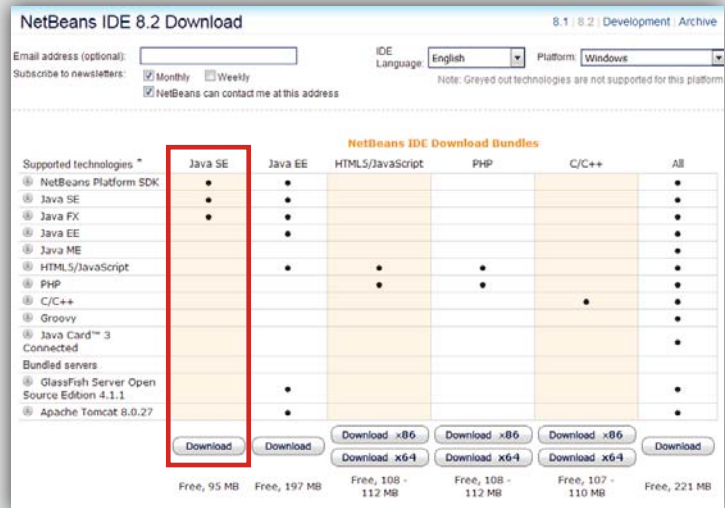 NetBeans IDE 8.2 Download
8.1 | 8.2 | Development | Archive
Email address (optional):
IDE Language: English
Platform: Windows
Subscribe to newsletters:
Monthly Weekly
NetBeans can contact me at this address
Note: Greyed out technologies are not supported for this platform
NetBeans IDE Download Bundles
Supported technologies * Java SE Java EE HTML5/JavaScript PHP C/C++ All
NetBeans Platform SDK • • •
Java SE • • •
Java FX • • •
Java EE • •
Java ME •
HTML5/JavaScript • • • •
PHP • • •
C/C++ • •
Groovy •
Java Card™ 3
Connected •
Bundled servers
GlassFish Server Open
Source Edition 4.1.1 • •
Apache Tomcat 8.0.27 • •
Download Download Download x86 Download x86 Download x86 Download
Download x64 Download x64 Download x64
Free, 95 MB Free, 197 MB Free, 108 - 112 MB Free, 108 - 112 MB Free, 107 - 110 MB Free, 221 MB